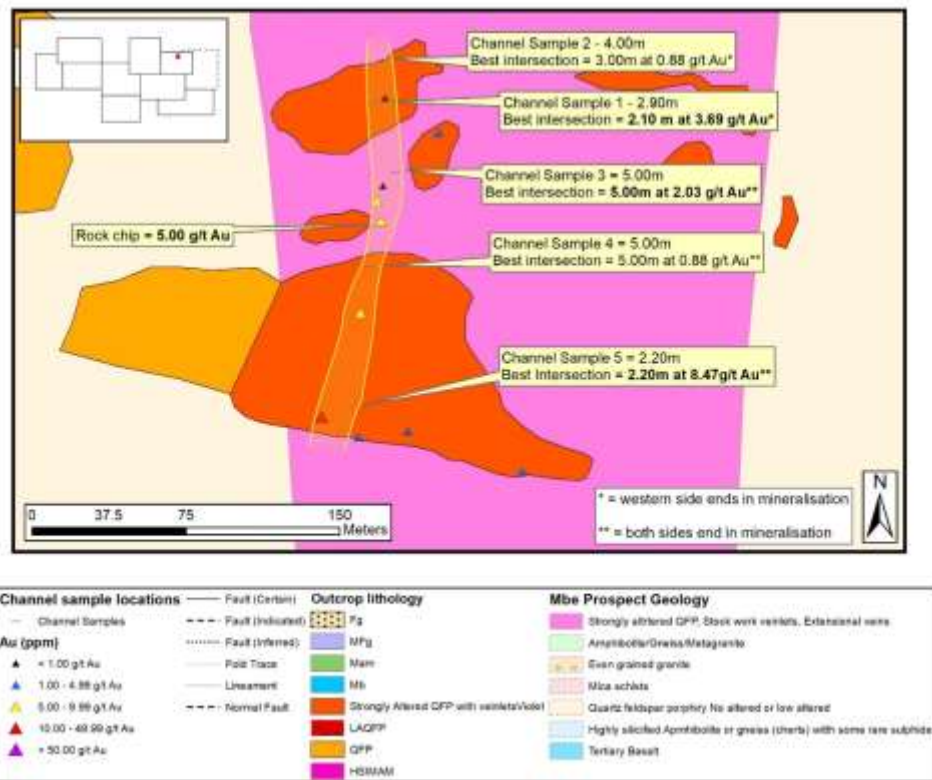 Channel Sample 2 - 4.00m
Best intersection = 3.00m at 0.88 g/t Au*
Channel Sample 1 - 2.90m
Best intersection = 2.10 m at 3.69 g/t Au*
Channel Sample 3 = 5.00m
Best intersection = 5.00m at 2.03 g/t Au**
Rock chip = 5.00 g/t Au
Channel Sample 4 = 5.00m
Best intersection = 5.00m at 0.88 g/t Au**
Channel Sample 5 = 2.20m
Best Intersection = 2.20m at 8.47g/t Au**
N
* = western side ends in mineralisation
** = both sides end in mineralisation
0 37.5 75 150
Meters
Channel sample locations
Channel Samples
Au (ppm)
< 1.00 g/t Au
1.00 - 4.99 g/t Au
5.00 - 9.99 g/t Au
10.00 - 49.99 g/t Au
> 50.00 g/t Au
Fault (Certain)
Fault (Indicated)
Fault (Inferred)
Fold Trace
Lineament
Normal Fault
Outcrop lithology
Fg
MFg
Mam
Mb
Strongly Altered QFP with veinlets
LAQFP
QFP
HSIMAM
Mbe Prospect Geology
Strongly altrtered QFP, Stock work veinlets, Extensional veins
Amphibolite/Gneiss/Metagranite
Even grained granite
Mica schists
Quartz feldspar porphiry No altered or low altered
Highly silicified Apmhibolite or gneiss (cherts) with some rare sulphide
Tertiary Basalt